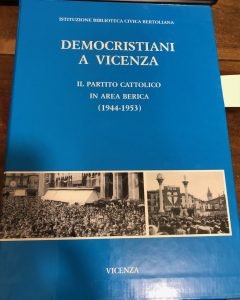 ISTITUZIONE BIBLIOTECA CIVICA BERTOLIANA
DEMOCRISTIANI
A VICENZA
IL PARTITO CATTOLICO
IN AREA BERICA
(1944-1953)
VICENZA